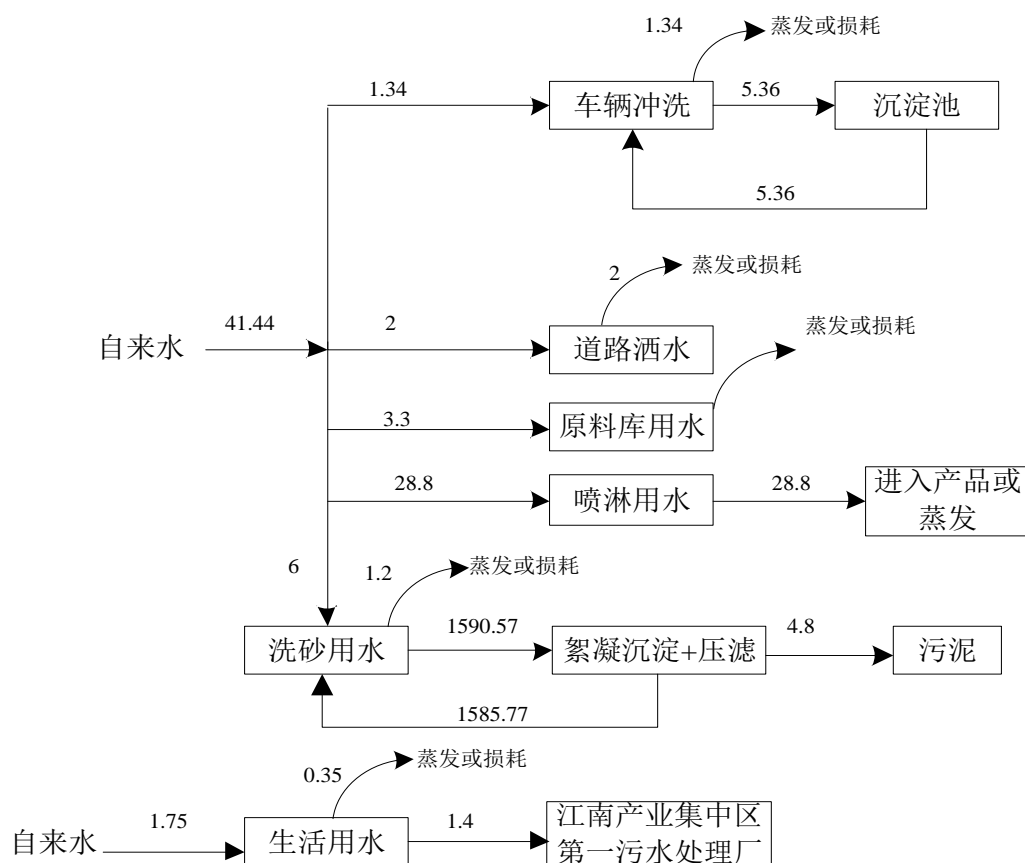 1.34
蒸发或损耗
1.34
车辆冲洗
5.36
沉淀池
5.36
2
蒸发或损耗
自来水
41.44
2
道路洒水
蒸发或损耗
3.3
原料库用水
28.8
喷淋用水
28.8
进入产品或
蒸发
6
1.2
蒸发或损耗
洗砂用水
1590.57
絮凝沉淀+压滤
4.8
污泥
1585.77
0.35
蒸发或损耗
自来水
1.75
生活用水
1.4
江南产业集中区
第一污水处理厂